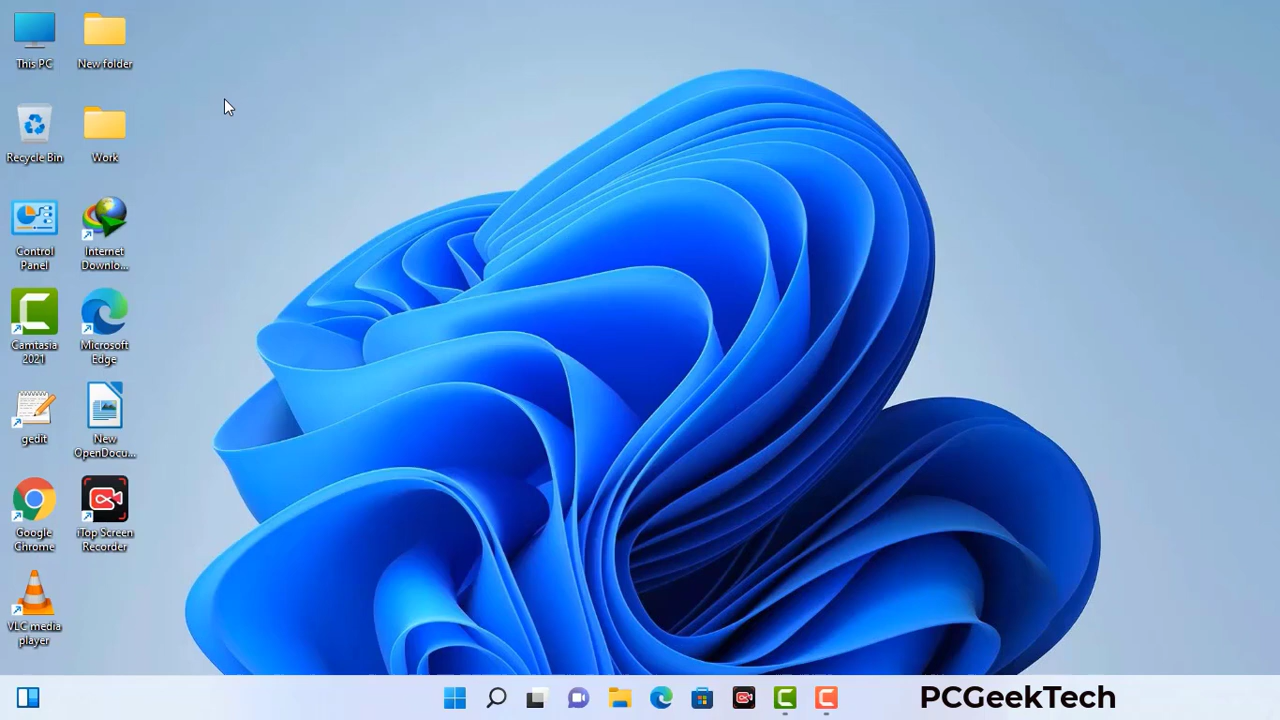 This PC
New folder
Recycle Bin
Work
Control
Panel
Internet
Downlo...
Camtasia
2021
Microsoft
Edge
gedit
New
OpenDocu...
Google
Chrome
iTop Screen
Recorder
VLC media
player
PCGeekTech